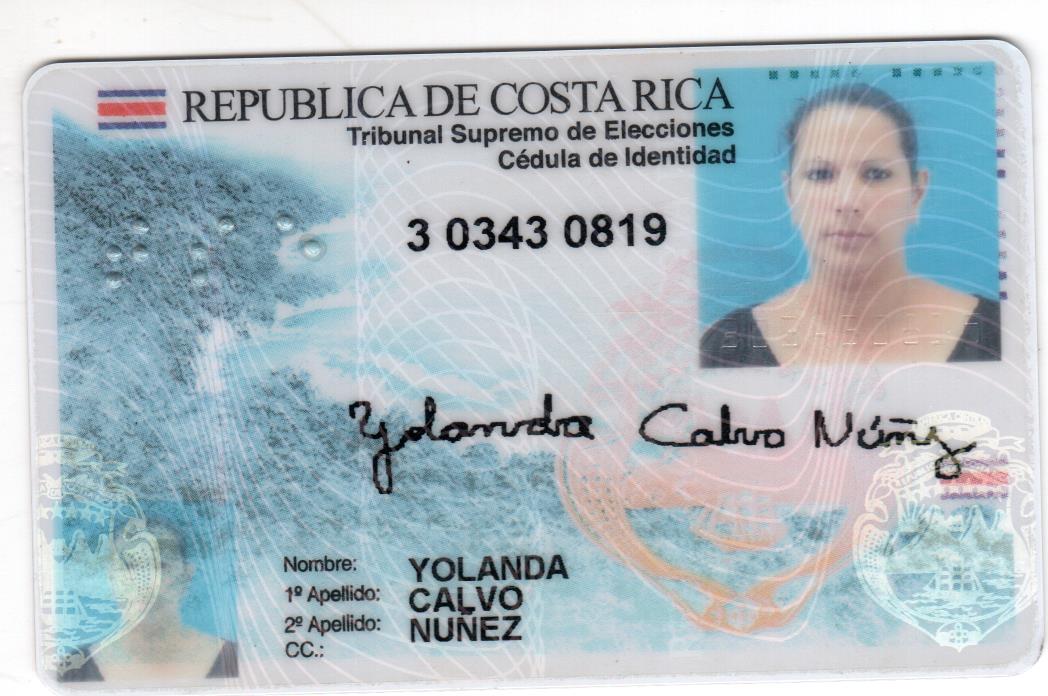 REPUBLICA DE COSTA RICA
Tribunal Supremo de Elecciones
Cédula de Identidad
3 0343 0819
Yolanda Calvo Núñez
Nombre: YOLANDA
1º Apellido: CALVO
2º Apellido: NUÑEZ
CC.: